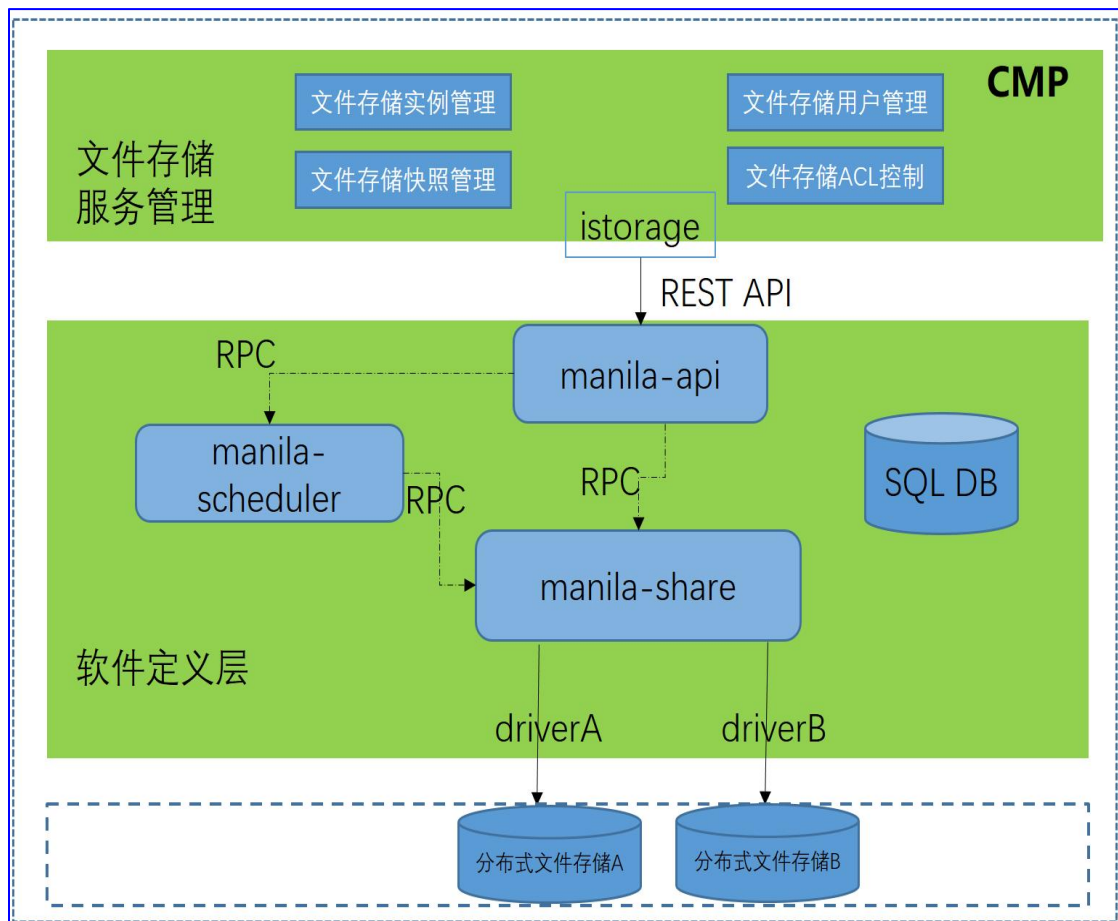 CMP
文件存储实例管理
文件存储用户管理
文件存储
服务管理
文件存储快照管理
文件存储ACL控制
istorage
REST API
RPC
manila-api
manila-
scheduler
RPC
RPC
SQL DB
manila-share
软件定义层
driverA
driverB
分布式文件存储A
分布式文件存储B